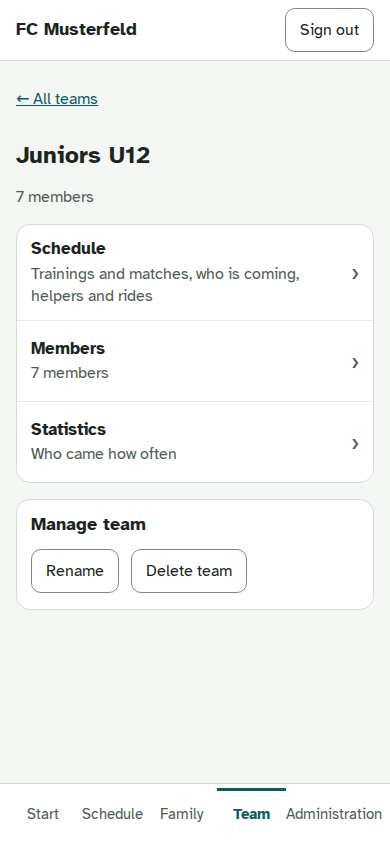 FC Musterfeld
Sign out
← All teams
Juniors U12
7 members
Schedule
Trainings and matches, who is coming,
helpers and rides
Members
7 members
Statistics
Who came how often
Manage team
Rename
Delete team
Start
Schedule
Family
Team
Administration